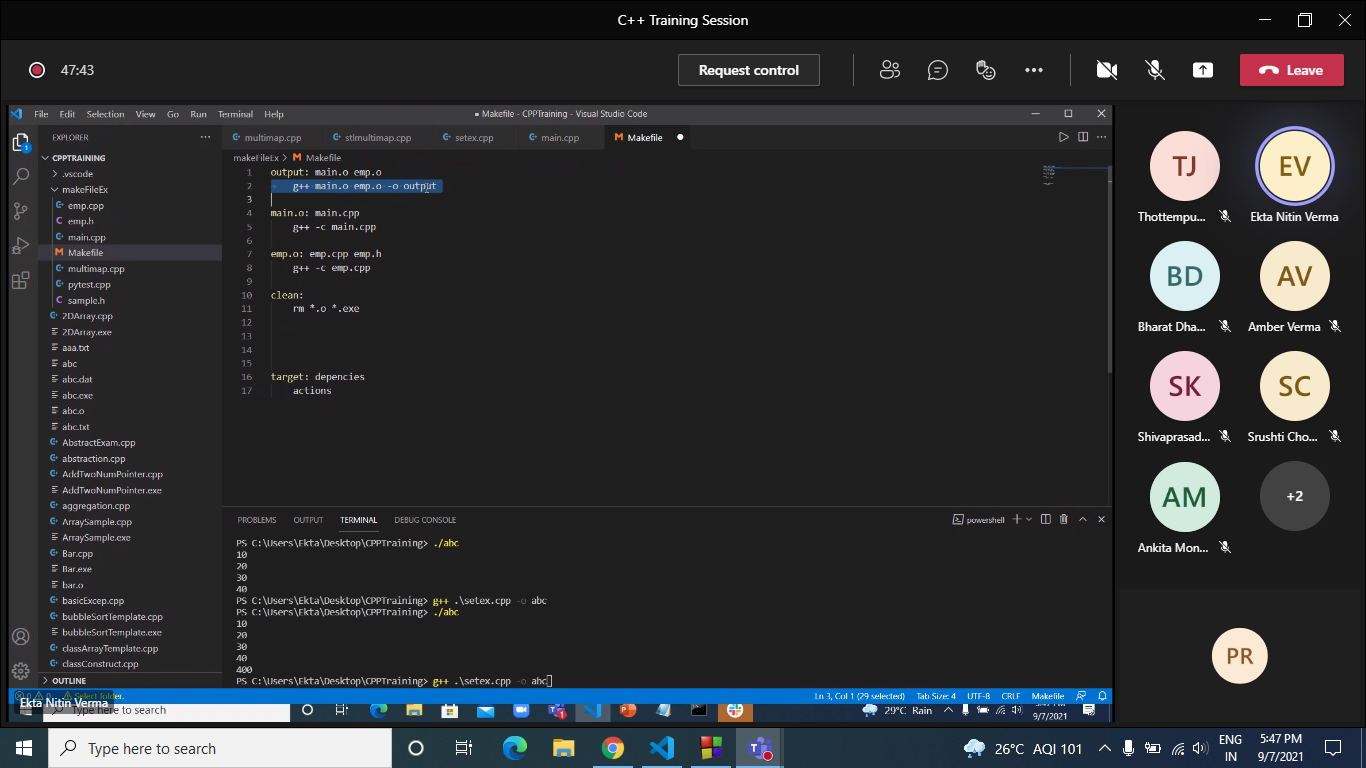 C++ Training Session
47:43
Request control
Leave
File Edit Selection View Go Run Terminal Help
● Makefile - CPPTraining - Visual Studio Code
EXPLORER
multimap.cpp stlmultimap.cpp setex.cpp main.cpp Makefile
makeFileEx > Makefile
CPPTRAINING
.vscode
makeFileEx
emp.cpp
emp.h
main.cpp
Makefile
multimap.cpp
pytest.cpp
sample.h
2DArray.cpp
2DArray.exe
aaa.txt
abc
abc.dat
abc.exe
abc.o
abc.txt
AbstractExam.cpp
abstraction.cpp
AddTwoNumPointer.cpp
AddTwoNumPointer.exe
aggregation.cpp
ArraySample.cpp
ArraySample.exe
Bar.cpp
Bar.exe
bar.o
basicExcep.cpp
bubbleSortTemplate.cpp
bubbleSortTemplate.exe
classArrayTemplate.cpp
classConstruct.cpp
OUTLINE
1 output: main.o emp.o
2 g++ main.o emp.o -o output
3
4 main.o: main.cpp
5 g++ -c main.cpp
6
7 emp.o: emp.cpp emp.h
8 g++ -c emp.cpp
9
10 clean:
11 rm *.o *.exe
12
13
14
15
16 target: depencies
17 actions
PROBLEMS OUTPUT TERMINAL DEBUG CONSOLE
powershell
PS C:\Users\Ekta\Desktop\CPPTraining> ./abc
10
20
30
40
PS C:\Users\Ekta\Desktop\CPPTraining> g++ .\setex.cpp -o abc
PS C:\Users\Ekta\Desktop\CPPTraining> ./abc
10
20
30
40
400
PS C:\Users\Ekta\Desktop\CPPTraining> g++ .\setex.cpp -o abc
Select folder.
Ln 3, Col 1 (29 selected) Tab Size: 4 UTF-8 CRLF Makefile
Ekta Nitin Verma
Type here to search
29°C Rain
9/7/2021
TJ
Thottempu...
EV
Ekta Nitin Verma
BD
Bharat Dha...
AV
Amber Verma
SK
Shivaprasad...
SC
Srushti Cho...
AM
Ankita Mon...
+2
PR
Type here to search
26°C AQI 101
ENG
IN
5:47 PM
9/7/2021